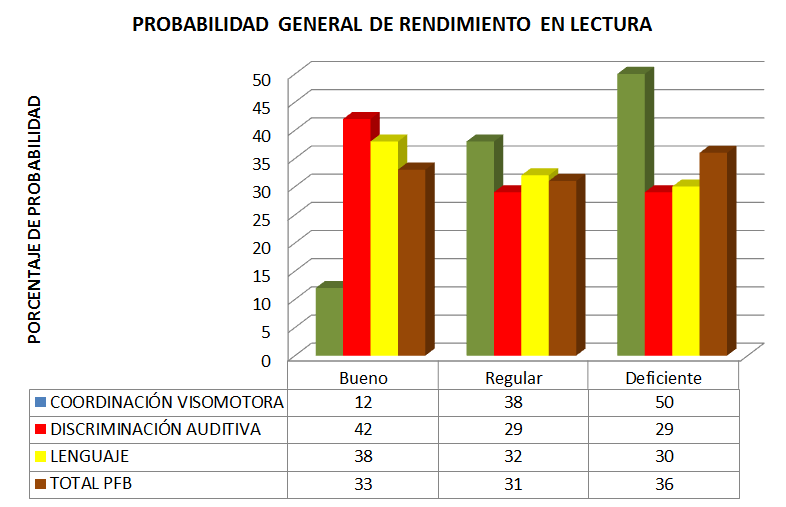 PROBABILIDAD GENERAL DE RENDIMIENTO EN LECTURA
PORCENTAJE DE PROBABILIDAD
50
45
40
35
30
25
20
15
10
5
0
Bueno Regular Deficiente
COORDINACIÓN VISOMOTORA 12 38 50
DISCRIMINACIÓN AUDITIVA 42 29 29
LENGUAJE 38 32 30
TOTAL PFB 33 31 36